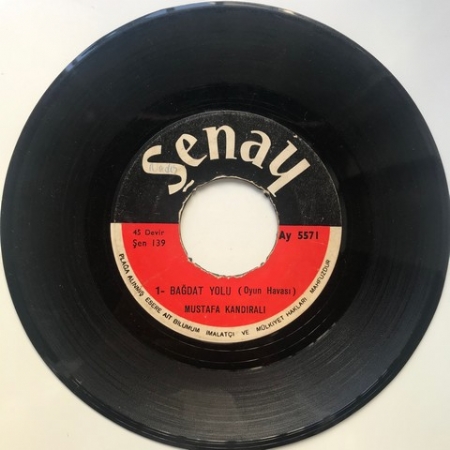 Şenay
45 Devir
Şen 139
Ay 5571
1- BAĞDAT YOLU (Oyun Havası)
MUSTAFA KANDIRALI
PLAĞA ALINMIŞ ESERE AİT BİLUMUM İMALATÇI VE MÜLKİYET HAKLARI MAHFUZDUR